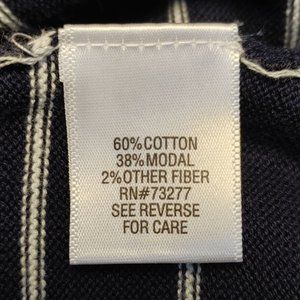 60%COTTON
38%MODAL
2%OTHER FIBER
RN#73277
SEE REVERSE
FOR CARE